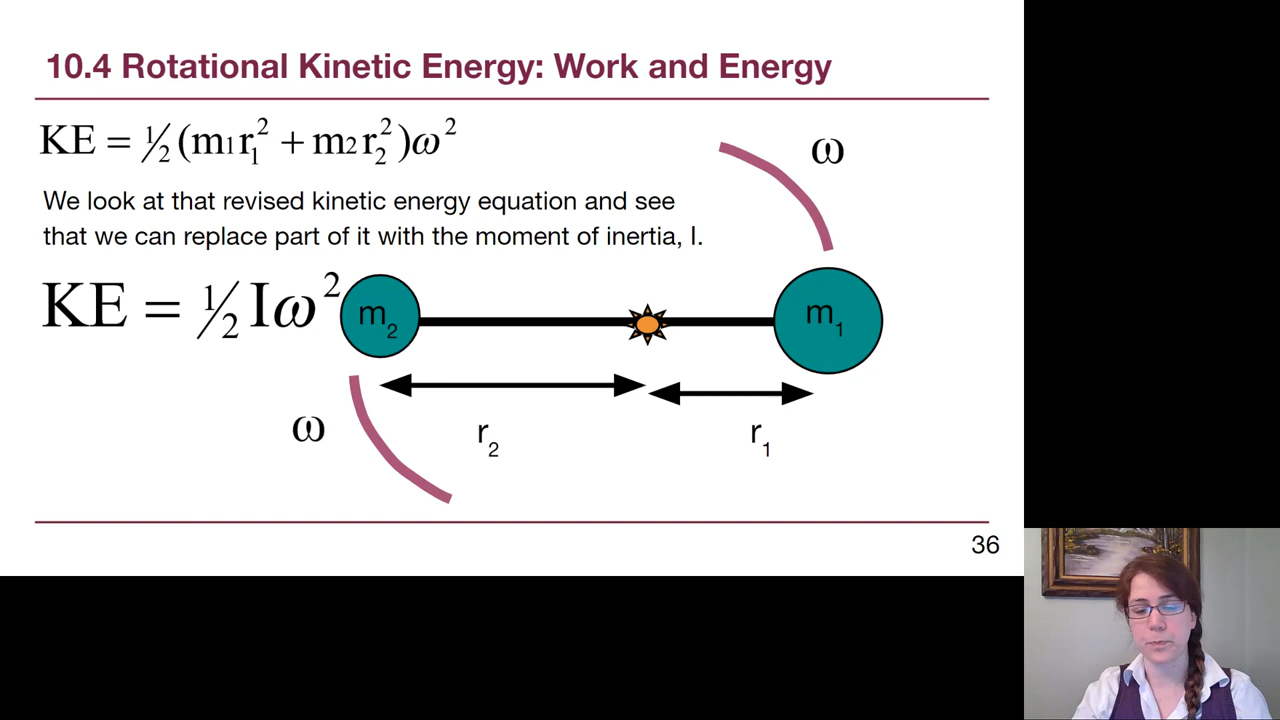 10.4 Rotational Kinetic Energy: Work and Energy
KE = ½(m₁r₁² + m₂r₂²)ω²
ω
We look at that revised kinetic energy equation and see
that we can replace part of it with the moment of inertia, I.
KE = ½Iω²
m₂
m₁
ω
r₂
r₁
36